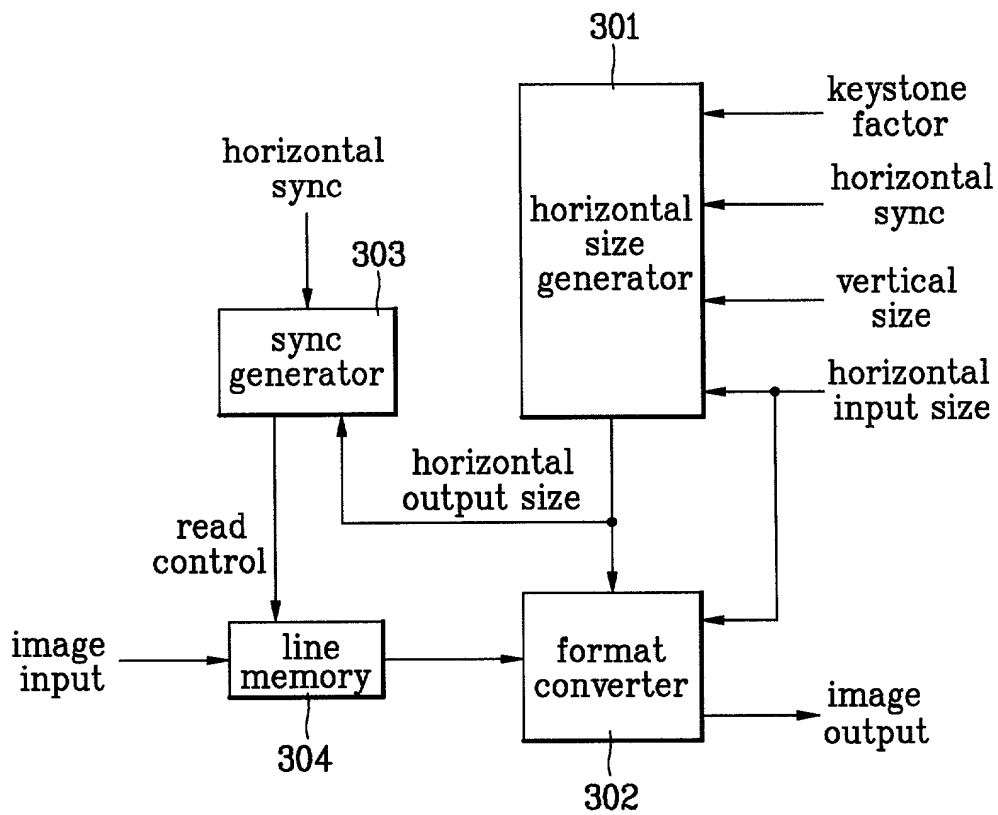 301
keystone
factor
horizontal
sync
horizontal
sync
303
horizontal
size
generator
vertical
size
sync
generator
horizontal
input size
horizontal
output size
read
control
image
input
line
memory
format
converter
image
output
304
302